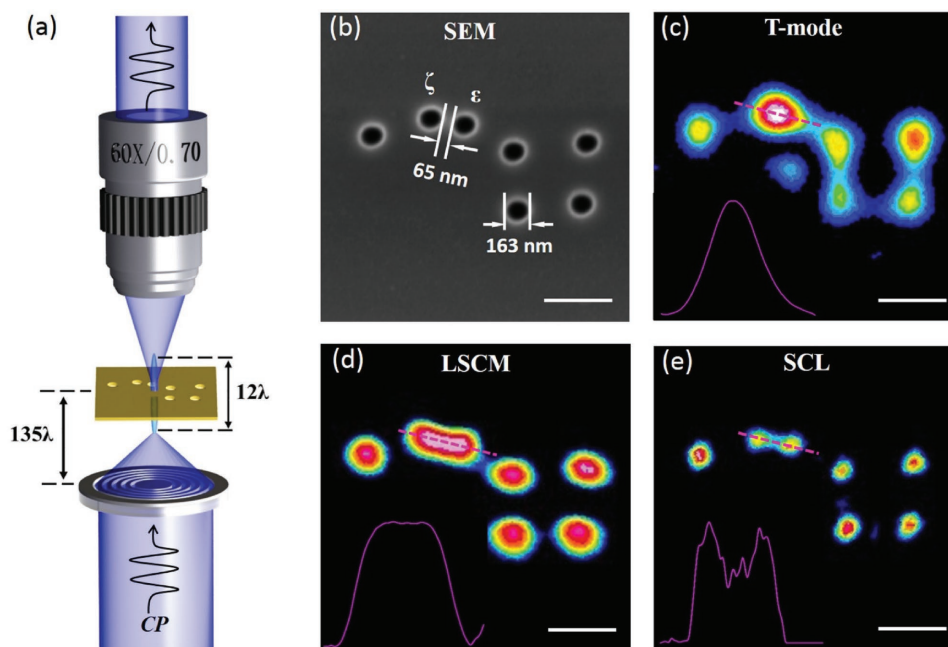 (a)
60X/0.70
12λ
135λ
CP
(b)
SEM
ζ
ε
65 nm
163 nm
(c)
T-mode
(d)
LSCM
(e)
SCL